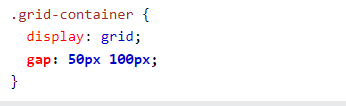 .grid-container {
  display: grid;
  gap: 50px 100px;
}